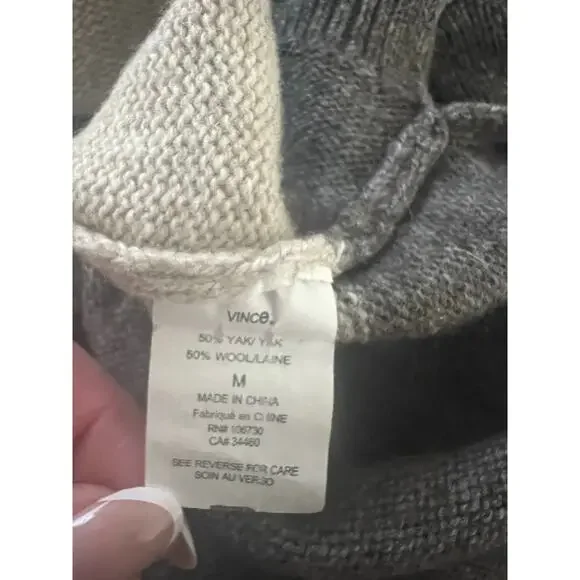 VINCE.
50% YAK/ YAK
50% WOOL/LAINE
M
MADE IN CHINA
Fabriqué en CHINE
RN# 106730
CA# 34460
SEE REVERSE FOR CARE
SOIN AU VERSO